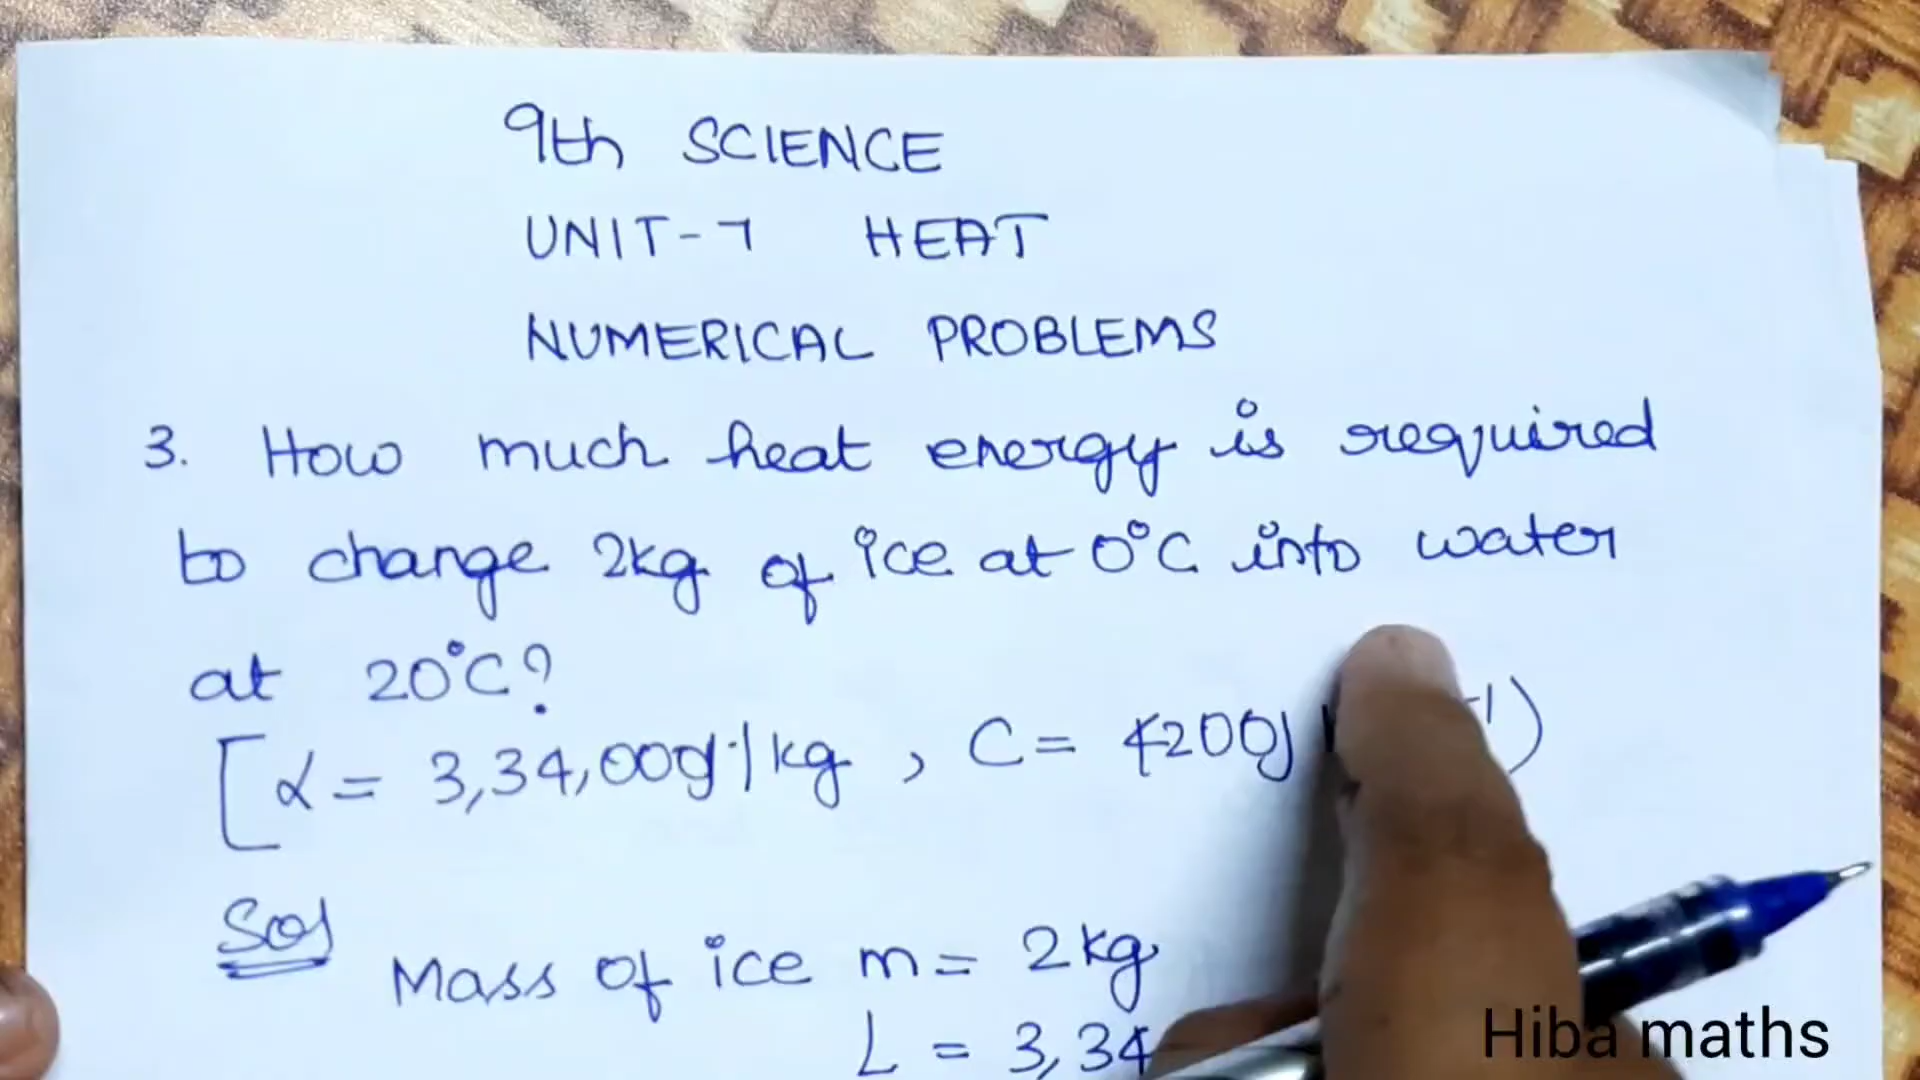 9th SCIENCE
UNIT-7 HEAT
NUMERICAL PROBLEMS
3. How much heat energy is required
to change 2kg of ice at 0°C into water
at 20°C?
[L = 3,34,000J/kg , C = 4200J
Sol
Mass of ice m = 2kg
L = 3,34
Hiba maths